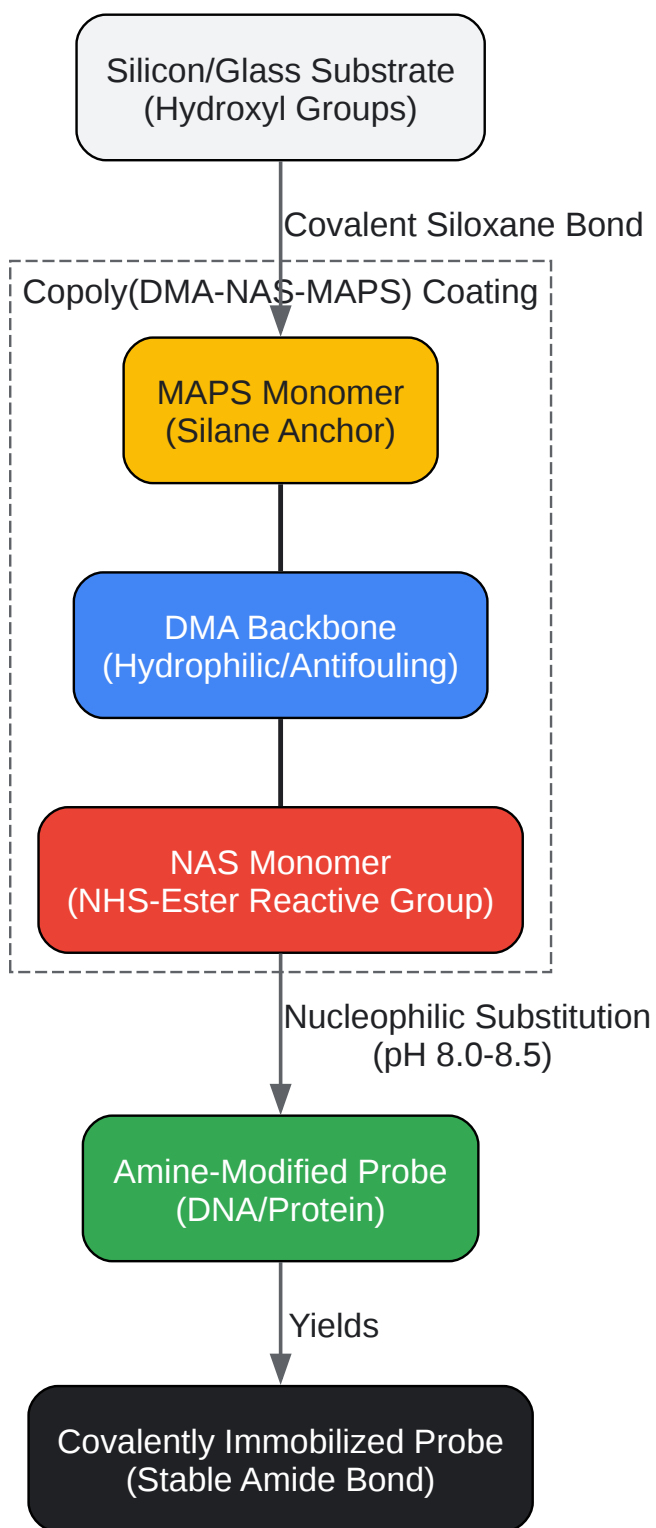 Silicon/Glass Substrate
(Hydroxyl Groups)
Covalent Siloxane Bond
Copoly(DMA-NAS-MAPS) Coating
MAPS Monomer
(Silane Anchor)
DMA Backbone
(Hydrophilic/Antifouling)
NAS Monomer
(NHS-Ester Reactive Group)
Nucleophilic Substitution
(pH 8.0-8.5)
Amine-Modified Probe
(DNA/Protein)
Yields
Covalently Immobilized Probe
(Stable Amide Bond)